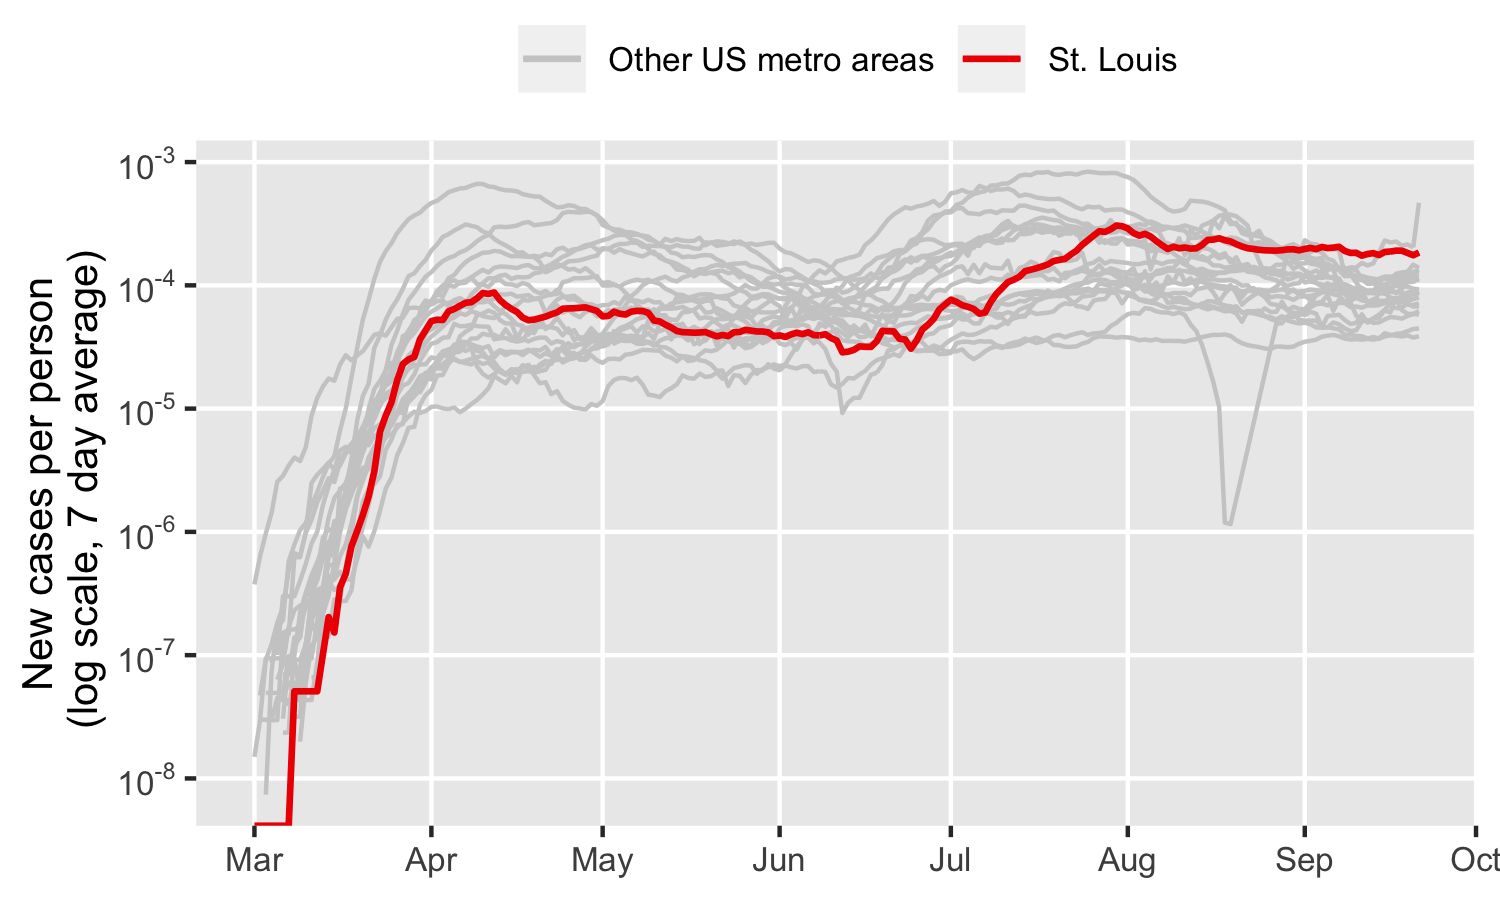 Other US metro areas St. Louis
10⁻³
10⁻⁴
10⁻⁵
10⁻⁶
10⁻⁷
10⁻⁸
New cases per person
(log scale, 7 day average)
Mar Apr May Jun Jul Aug Sep Oct